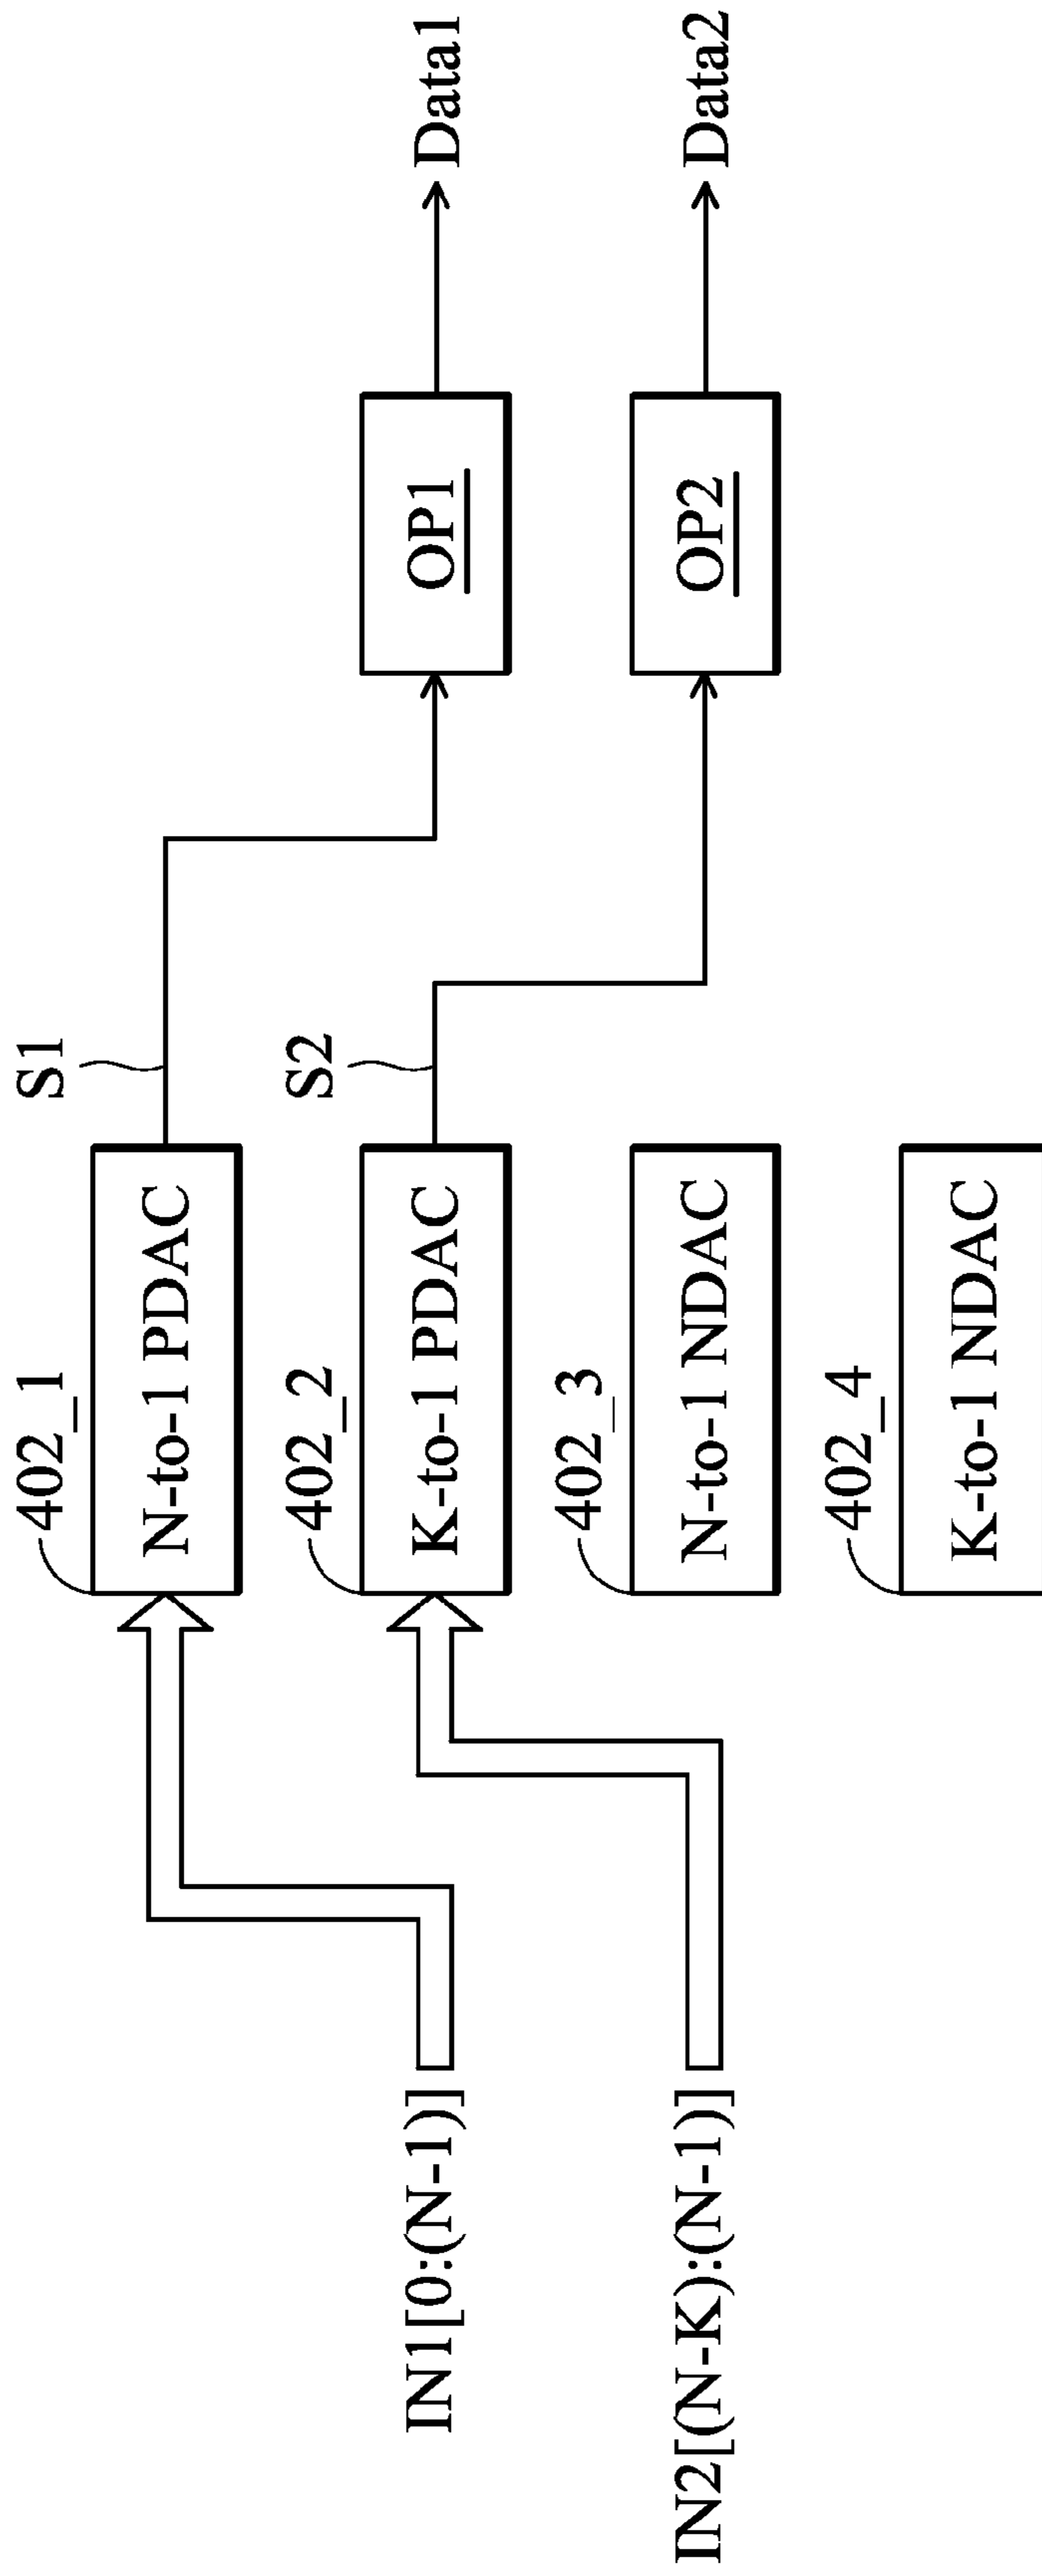 402_1
N-to-1 PDAC
S1
IN1[0:(N-1)]
402_2
K-to-1 PDAC
S2
OP1
Data1
IN2[(N-K):(N-1)]
402_3
N-to-1 NDAC
OP2
Data2
402_4
K-to-1 NDAC